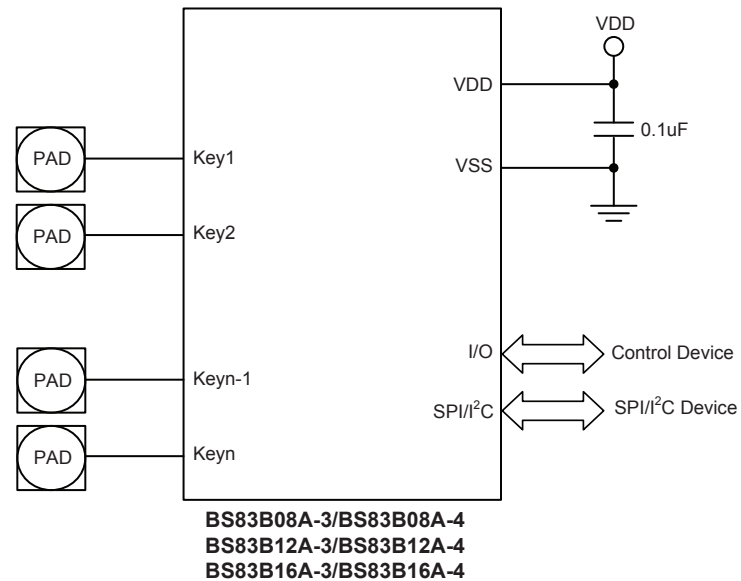 VDD
VDD
0.1uF
PAD
Key1
VSS
PAD
Key2
I/O
Control Device
PAD
Keyn-1
SPI/I²C
SPI/I²C Device
PAD
Keyn
BS83B08A-3/BS83B08A-4
BS83B12A-3/BS83B12A-4
BS83B16A-3/BS83B16A-4